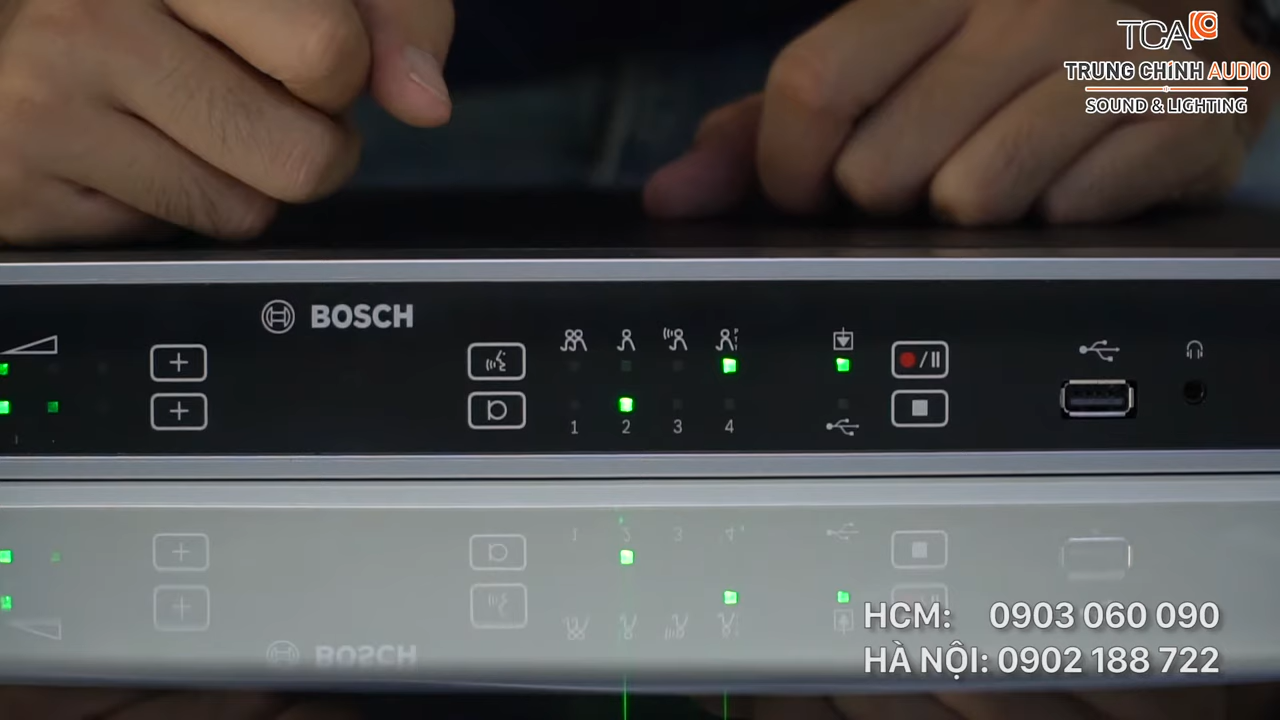 TCA
TRUNG CHÍNH AUDIO
SOUND & LIGHTING
BOSCH
1 2 3 4
HCM: 0903 060 090
HÀ NỘI: 0902 188 722